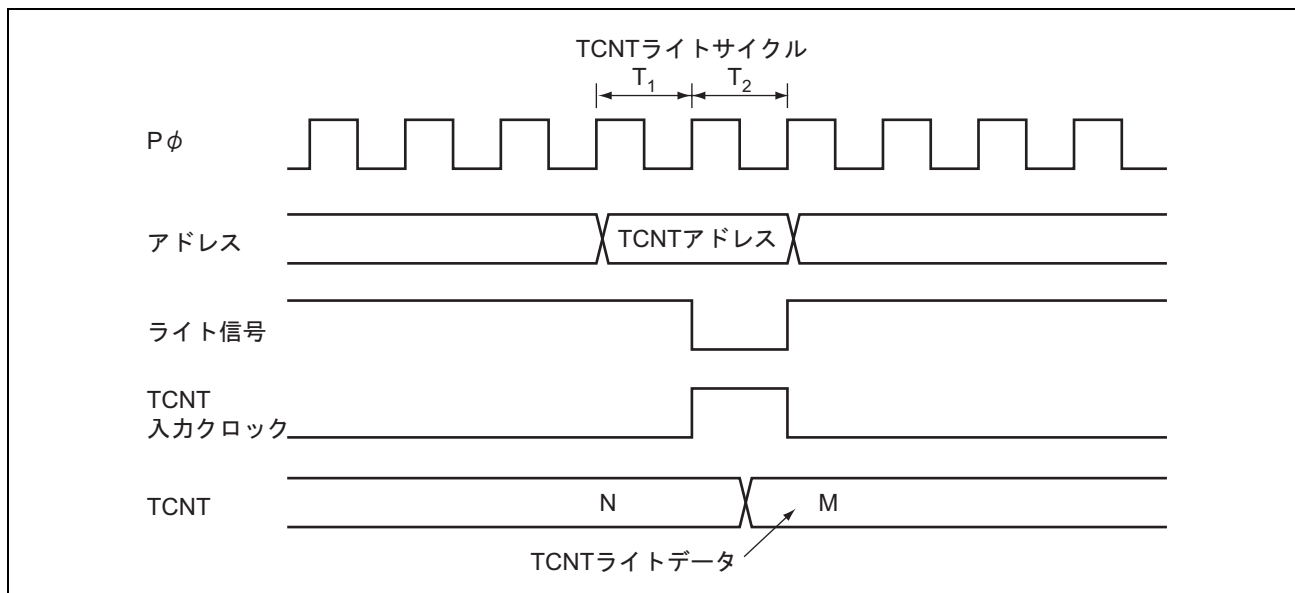 TCNTライトサイクル
T1 T2
Pφ
アドレス
TCNTアドレス
ライト信号
TCNT
入力クロック
TCNT
N M
TCNTライトデータ